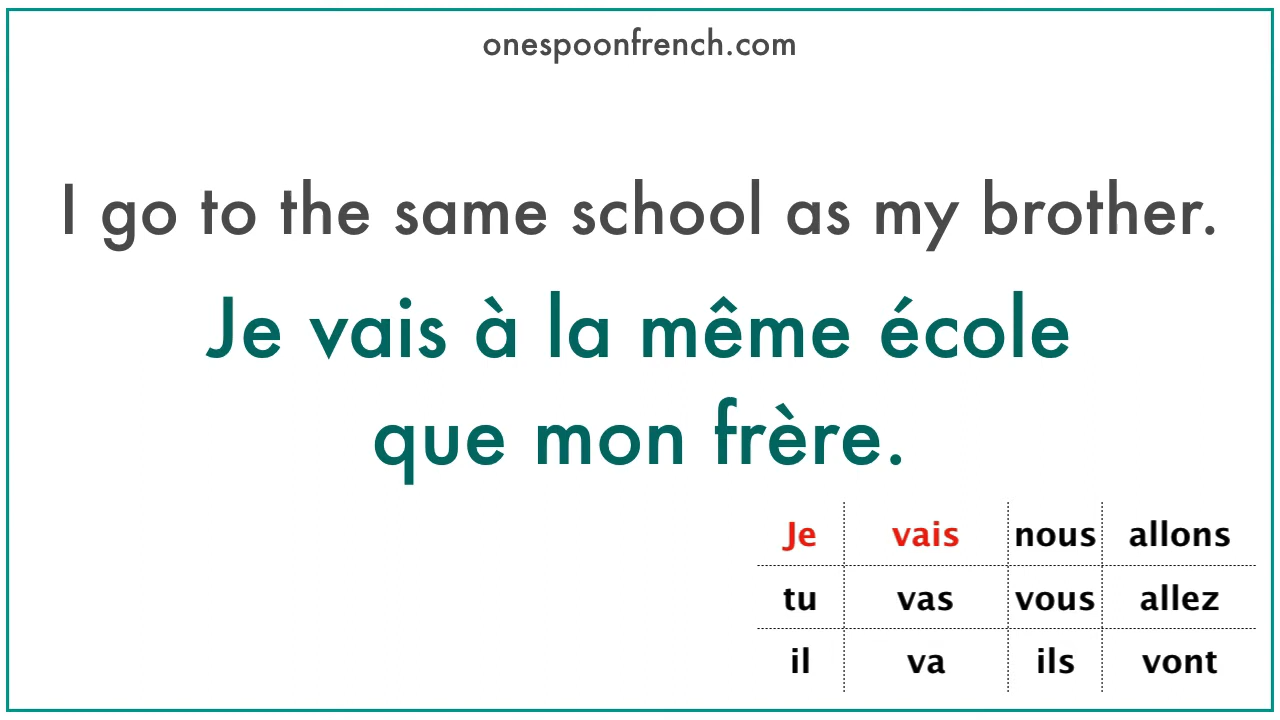 onespoonfrench.com
I go to the same school as my brother.
Je vais à la même école
que mon frère.
Je vais nous allons
tu vas vous allez
il va ils vont